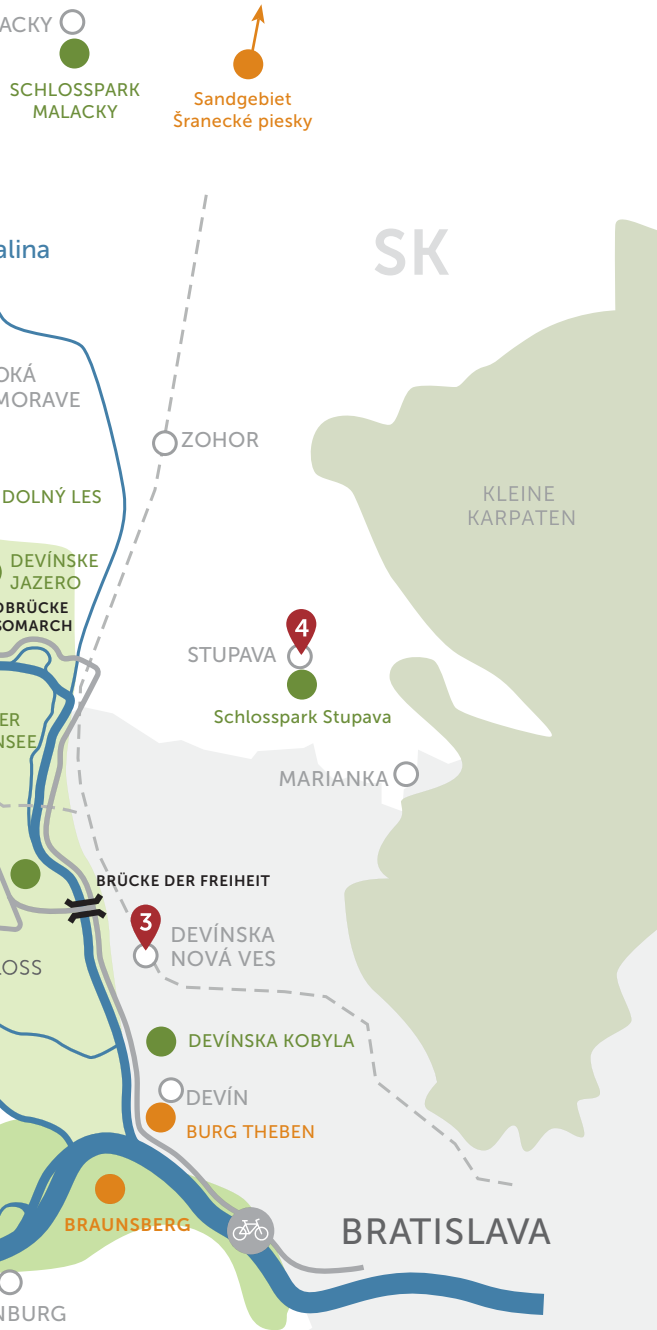 ACKY
SCHLOSSPARK
MALACKY
Sandgebiet
Šranecké piesky
SK
alina
OKÁ
MORAVE
ZOHOR
KLEINE
KARPATEN
DOLNÝ LES
DEVÍNSKE
JAZERO
DBRÜCKE
SOMARCH
4
STUPAVA
Schlosspark Stupava
ER
NSEE
MARIANKA
BRÜCKE DER FREIHEIT
3
DEVÍNSKA
NOVÁ VES
LOSS
DEVÍNSKA KOBYLA
DEVÍN
BURG THEBEN
BRAUNSBERG
BRATISLAVA
NBURG